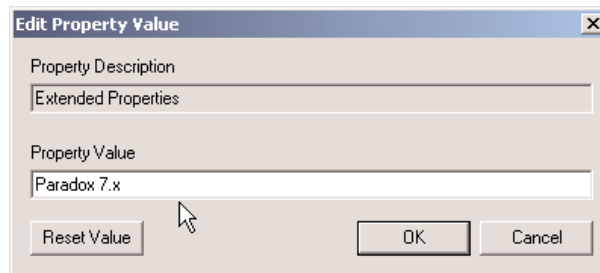 Edit Property Value
Property Description
Extended Properties
Property Value
Paradox 7.x
Reset Value OK Cancel